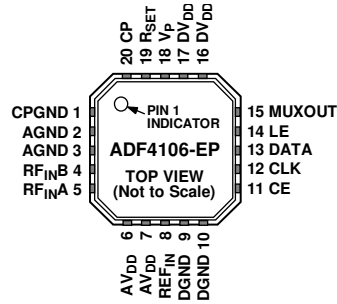 20 CP
19 RSET
18 VP
17 DVDD
16 DVDD
CPGND 1
AGND 2
AGND 3
RFINB 4
RFINA 5
PIN 1
INDICATOR
ADF4106-EP
TOP VIEW
(Not to Scale)
15 MUXOUT
14 LE
13 DATA
12 CLK
11 CE
AVDD 6
AVDD 7
REFIN 8
DGND 9
DGND 10